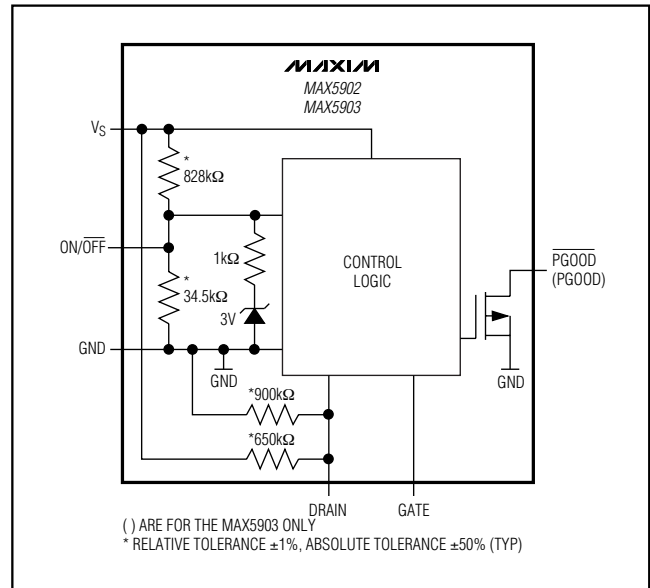 MAXIM
MAX5902
MAX5903
VS
*
828kΩ
ON/OFF
1kΩ
CONTROL
LOGIC
PGOOD
(PGOOD)
*
34.5kΩ
3V
GND
GND
GND
*900kΩ
*650kΩ
DRAIN
GATE
( ) ARE FOR THE MAX5903 ONLY
* RELATIVE TOLERANCE ±1%, ABSOLUTE TOLERANCE ±50% (TYP)